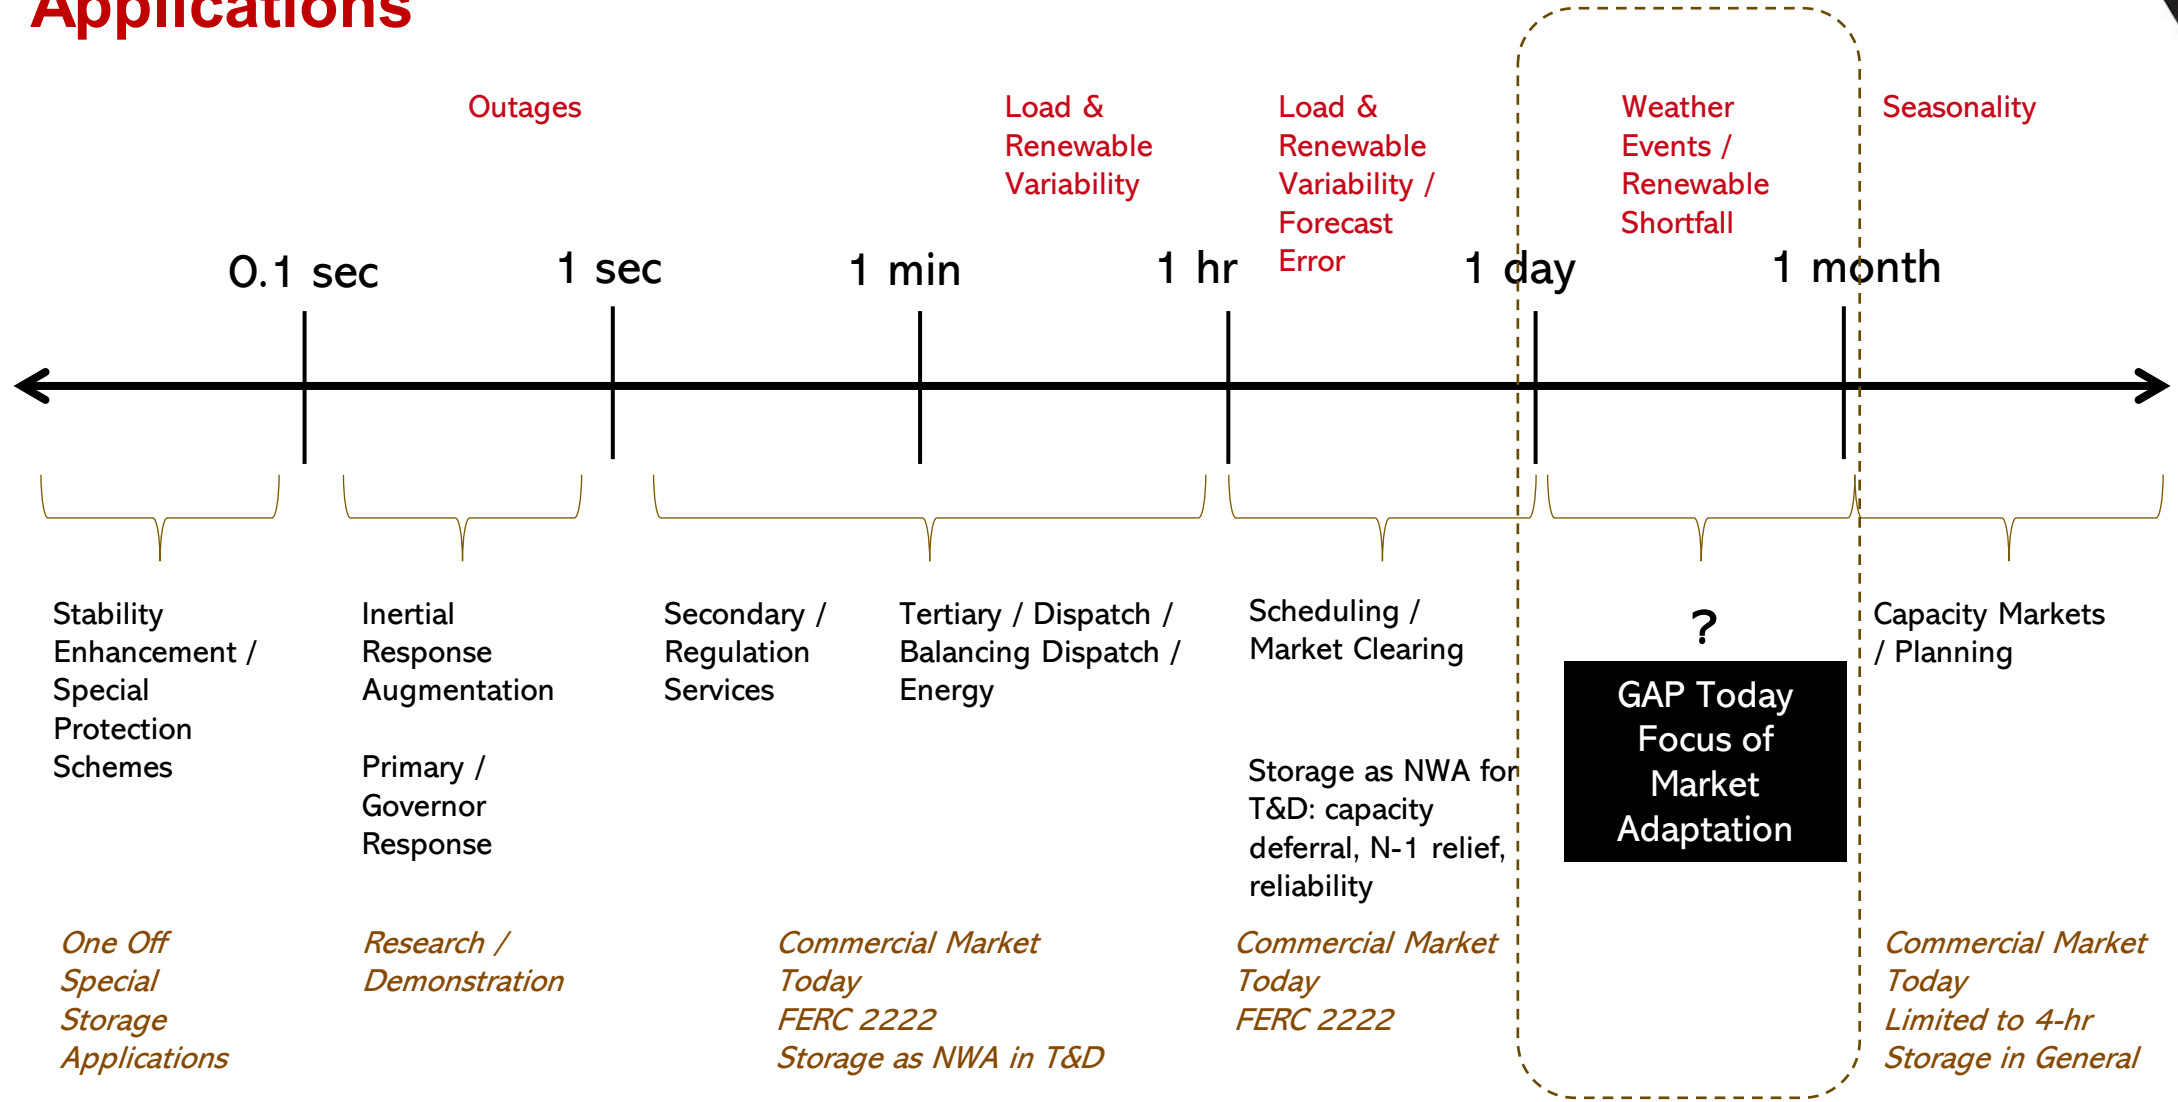 Applications
Outages
Load &
Renewable
Variability
Load &
Renewable
Variability /
Forecast
Error
Weather
Events /
Renewable
Shortfall
Seasonality
0.1 sec
1 sec
1 min
1 hr
1 day
1 month
Stability
Enhancement /
Special
Protection
Schemes
Inertial
Response
Augmentation
Primary /
Governor
Response
Secondary /
Regulation
Services
Tertiary / Dispatch /
Balancing Dispatch /
Energy
Scheduling /
Market Clearing
Storage as NWA for
T&D: capacity
deferral, N-1 relief,
reliability
?
GAP Today
Focus of
Market
Adaptation
Capacity Markets
/ Planning
One Off
Special
Storage
Applications
Research /
Demonstration
Commercial Market
Today
FERC 2222
Storage as NWA in T&D
Commercial Market
Today
FERC 2222
Commercial Market
Today
Limited to 4-hr
Storage in General